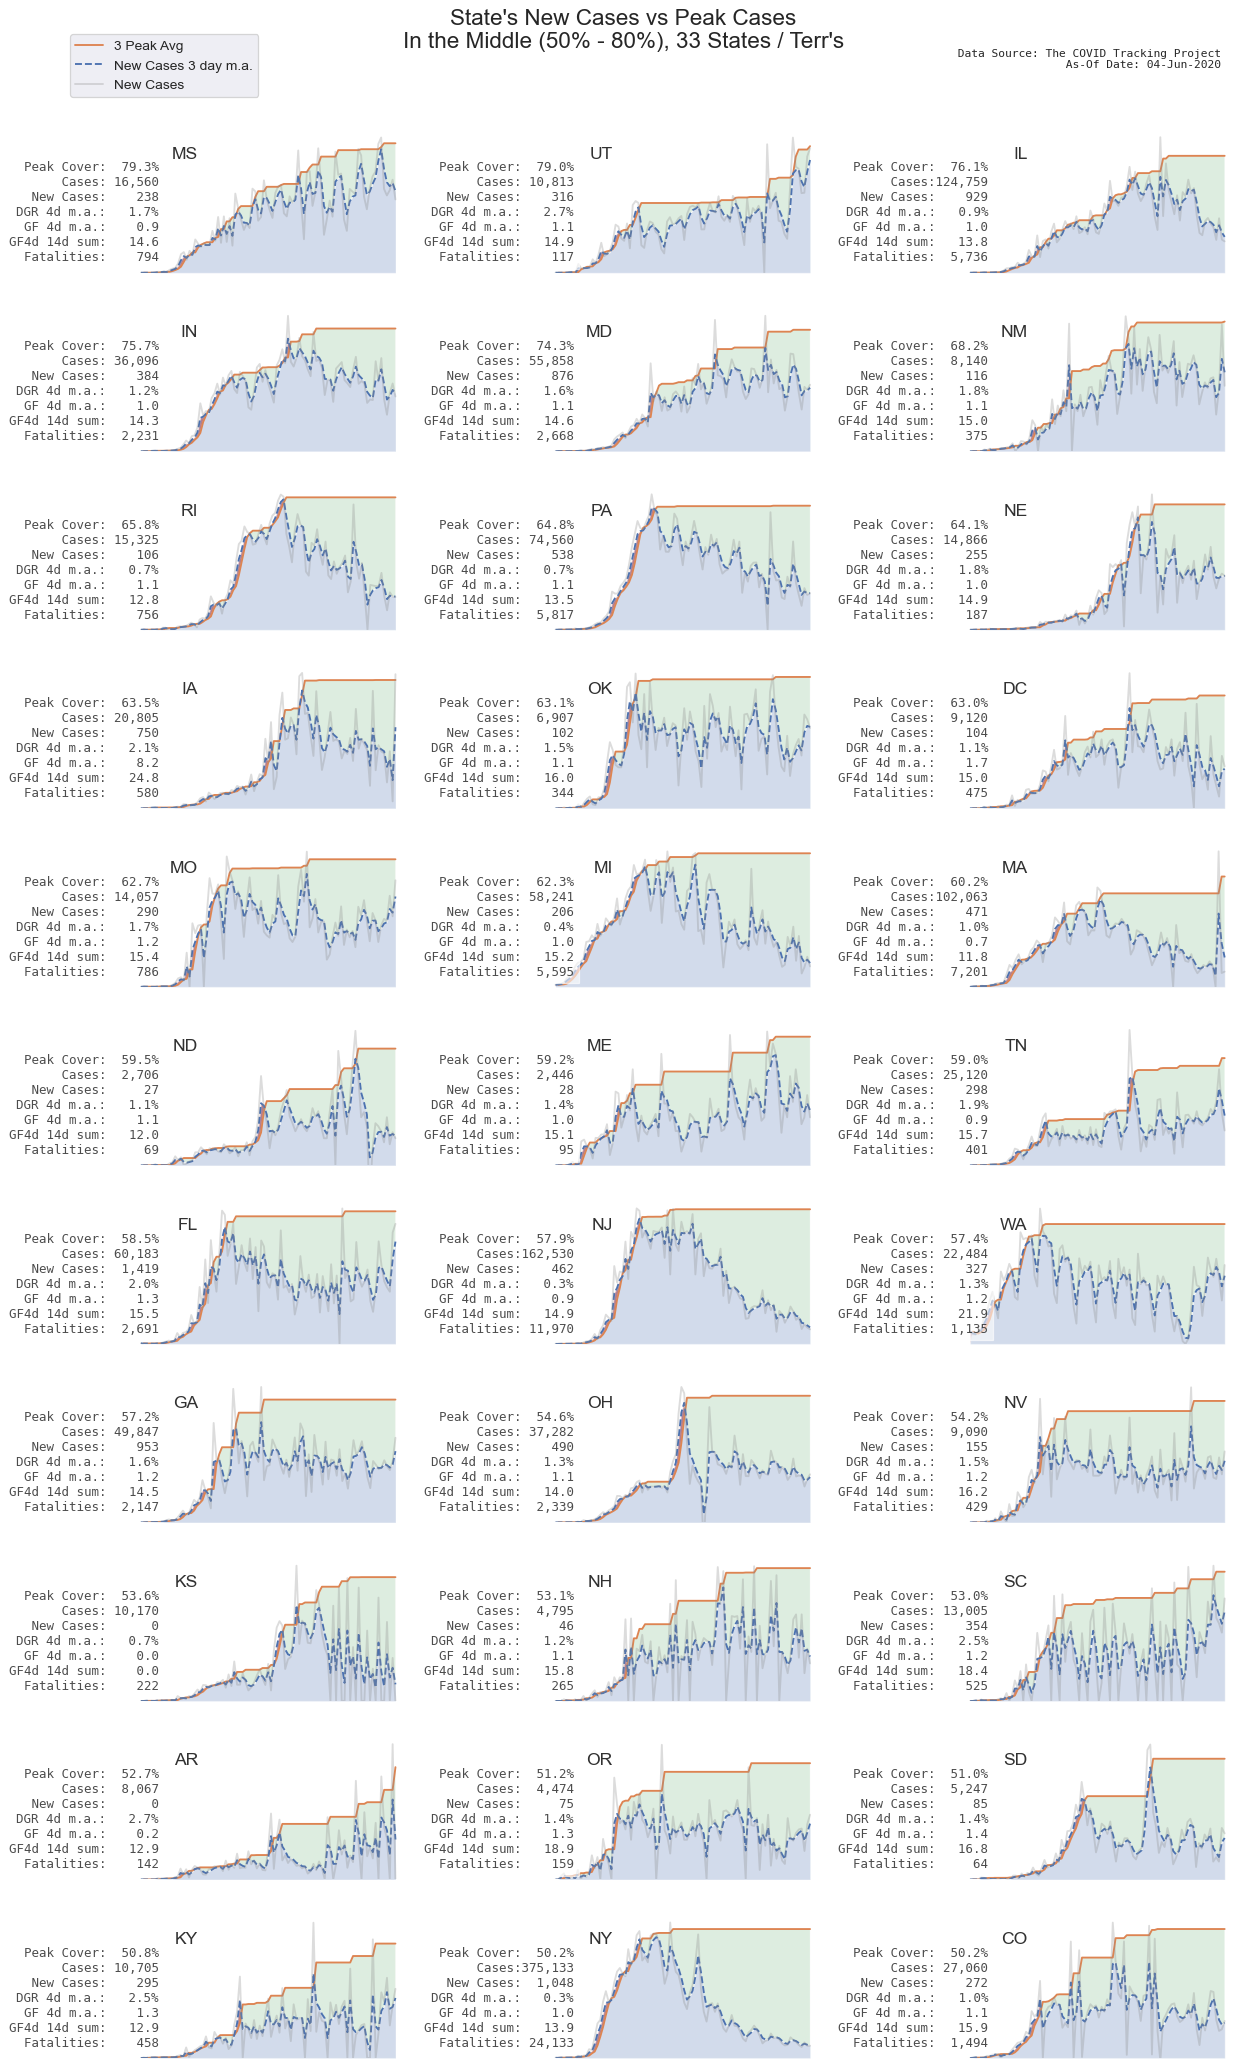 State's New Cases vs Peak Cases
In the Middle (50% - 80%), 33 States / Terr's
3 Peak Avg
New Cases 3 day m.a.
New Cases
Data Source: The COVID Tracking Project
As-Of Date: 04-Jun-2020
MS
Peak Cover: 79.3%
Cases: 16,560
New Cases: 238
DGR 4d m.a.: 1.7%
GF 4d m.a.: 0.9
GF4d 14d sum: 14.6
Fatalities: 794
UT
Peak Cover: 79.0%
Cases: 10,813
New Cases: 316
DGR 4d m.a.: 2.7%
GF 4d m.a.: 1.1
GF4d 14d sum: 14.9
Fatalities: 117
IL
Peak Cover: 76.1%
Cases:124,759
New Cases: 929
DGR 4d m.a.: 0.9%
GF 4d m.a.: 1.0
GF4d 14d sum: 13.8
Fatalities: 5,736
IN
Peak Cover: 75.7%
Cases: 36,096
New Cases: 384
DGR 4d m.a.: 1.2%
GF 4d m.a.: 1.0
GF4d 14d sum: 14.3
Fatalities: 2,231
MD
Peak Cover: 74.3%
Cases: 55,858
New Cases: 876
DGR 4d m.a.: 1.6%
GF 4d m.a.: 1.1
GF4d 14d sum: 14.6
Fatalities: 2,668
NM
Peak Cover: 68.2%
Cases: 8,140
New Cases: 116
DGR 4d m.a.: 1.8%
GF 4d m.a.: 1.1
GF4d 14d sum: 15.0
Fatalities: 375
RI
Peak Cover: 65.8%
Cases: 15,325
New Cases: 106
DGR 4d m.a.: 0.7%
GF 4d m.a.: 1.1
GF4d 14d sum: 12.8
Fatalities: 756
PA
Peak Cover: 64.8%
Cases: 74,560
New Cases: 538
DGR 4d m.a.: 0.7%
GF 4d m.a.: 1.1
GF4d 14d sum: 13.5
Fatalities: 5,817
NE
Peak Cover: 64.1%
Cases: 14,866
New Cases: 255
DGR 4d m.a.: 1.8%
GF 4d m.a.: 1.0
GF4d 14d sum: 14.9
Fatalities: 187
IA
Peak Cover: 63.5%
Cases: 20,805
New Cases: 750
DGR 4d m.a.: 2.1%
GF 4d m.a.: 8.2
GF4d 14d sum: 24.8
Fatalities: 580
OK
Peak Cover: 63.1%
Cases: 6,907
New Cases: 102
DGR 4d m.a.: 1.5%
GF 4d m.a.: 1.1
GF4d 14d sum: 16.0
Fatalities: 344
DC
Peak Cover: 63.0%
Cases: 9,120
New Cases: 104
DGR 4d m.a.: 1.1%
GF 4d m.a.: 1.7
GF4d 14d sum: 15.0
Fatalities: 475
MO
Peak Cover: 62.7%
Cases: 14,057
New Cases: 290
DGR 4d m.a.: 1.7%
GF 4d m.a.: 1.2
GF4d 14d sum: 15.4
Fatalities: 786
MI
Peak Cover: 62.3%
Cases: 58,241
New Cases: 206
DGR 4d m.a.: 0.4%
GF 4d m.a.: 1.0
GF4d 14d sum: 15.2
Fatalities: 5,595
MA
Peak Cover: 60.2%
Cases:102,063
New Cases: 471
DGR 4d m.a.: 1.0%
GF 4d m.a.: 0.7
GF4d 14d sum: 11.8
Fatalities: 7,201
ND
Peak Cover: 59.5%
Cases: 2,706
New Cases: 27
DGR 4d m.a.: 1.1%
GF 4d m.a.: 1.1
GF4d 14d sum: 12.0
Fatalities: 69
ME
Peak Cover: 59.2%
Cases: 2,446
New Cases: 28
DGR 4d m.a.: 1.4%
GF 4d m.a.: 1.0
GF4d 14d sum: 15.1
Fatalities: 95
TN
Peak Cover: 59.0%
Cases: 25,120
New Cases: 298
DGR 4d m.a.: 1.9%
GF 4d m.a.: 0.9
GF4d 14d sum: 15.7
Fatalities: 401
FL
Peak Cover: 58.5%
Cases: 60,183
New Cases: 1,419
DGR 4d m.a.: 2.0%
GF 4d m.a.: 1.3
GF4d 14d sum: 15.5
Fatalities: 2,691
NJ
Peak Cover: 57.9%
Cases:162,530
New Cases: 462
DGR 4d m.a.: 0.3%
GF 4d m.a.: 0.9
GF4d 14d sum: 14.9
Fatalities: 11,970
WA
Peak Cover: 57.4%
Cases: 22,484
New Cases: 327
DGR 4d m.a.: 1.3%
GF 4d m.a.: 1.2
GF4d 14d sum: 21.9
Fatalities: 1,135
GA
Peak Cover: 57.2%
Cases: 49,847
New Cases: 953
DGR 4d m.a.: 1.6%
GF 4d m.a.: 1.2
GF4d 14d sum: 14.5
Fatalities: 2,147
OH
Peak Cover: 54.6%
Cases: 37,282
New Cases: 490
DGR 4d m.a.: 1.3%
GF 4d m.a.: 1.1
GF4d 14d sum: 14.0
Fatalities: 2,339
NV
Peak Cover: 54.2%
Cases: 9,090
New Cases: 155
DGR 4d m.a.: 1.5%
GF 4d m.a.: 1.2
GF4d 14d sum: 16.2
Fatalities: 429
KS
Peak Cover: 53.6%
Cases: 10,170
New Cases: 0
DGR 4d m.a.: 0.7%
GF 4d m.a.: 0.0
GF4d 14d sum: 0.0
Fatalities: 222
NH
Peak Cover: 53.1%
Cases: 4,795
New Cases: 46
DGR 4d m.a.: 1.2%
GF 4d m.a.: 1.1
GF4d 14d sum: 15.8
Fatalities: 265
SC
Peak Cover: 53.0%
Cases: 13,005
New Cases: 354
DGR 4d m.a.: 2.5%
GF 4d m.a.: 1.2
GF4d 14d sum: 18.4
Fatalities: 525
AR
Peak Cover: 52.7%
Cases: 8,067
New Cases: 0
DGR 4d m.a.: 2.7%
GF 4d m.a.: 0.2
GF4d 14d sum: 12.9
Fatalities: 142
OR
Peak Cover: 51.2%
Cases: 4,474
New Cases: 75
DGR 4d m.a.: 1.4%
GF 4d m.a.: 1.3
GF4d 14d sum: 18.9
Fatalities: 159
SD
Peak Cover: 51.0%
Cases: 5,247
New Cases: 85
DGR 4d m.a.: 1.4%
GF 4d m.a.: 1.4
GF4d 14d sum: 16.8
Fatalities: 64
KY
Peak Cover: 50.8%
Cases: 10,705
New Cases: 295
DGR 4d m.a.: 2.5%
GF 4d m.a.: 1.3
GF4d 14d sum: 12.9
Fatalities: 458
NY
Peak Cover: 50.2%
Cases:375,133
New Cases: 1,048
DGR 4d m.a.: 0.3%
GF 4d m.a.: 1.0
GF4d 14d sum: 13.9
Fatalities: 24,133
CO
Peak Cover: 50.2%
Cases: 27,060
New Cases: 272
DGR 4d m.a.: 1.0%
GF 4d m.a.: 1.1
GF4d 14d sum: 15.9
Fatalities: 1,494